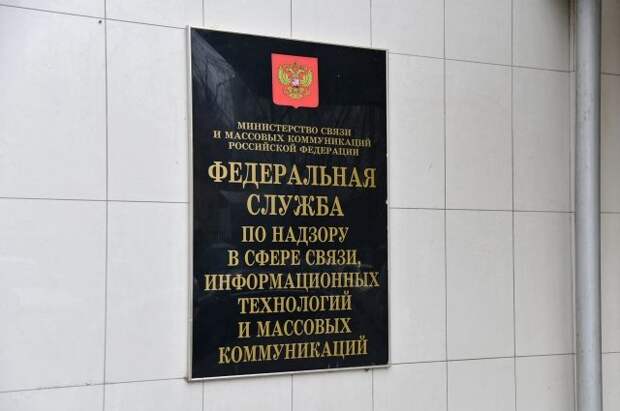 МИНИСТЕРСТВО СВЯЗИ
И МАССОВЫХ КОММУНИКАЦИЙ
РОССИЙСКОЙ ФЕДЕРАЦИИ
ФЕДЕРАЛЬНАЯ
СЛУЖБА
ПО НАДЗОРУ
В СФЕРЕ СВЯЗИ,
ИНФОРМАЦИОННЫХ
ТЕХНОЛОГИЙ
И МАССОВЫХ
КОММУНИКАЦИЙ